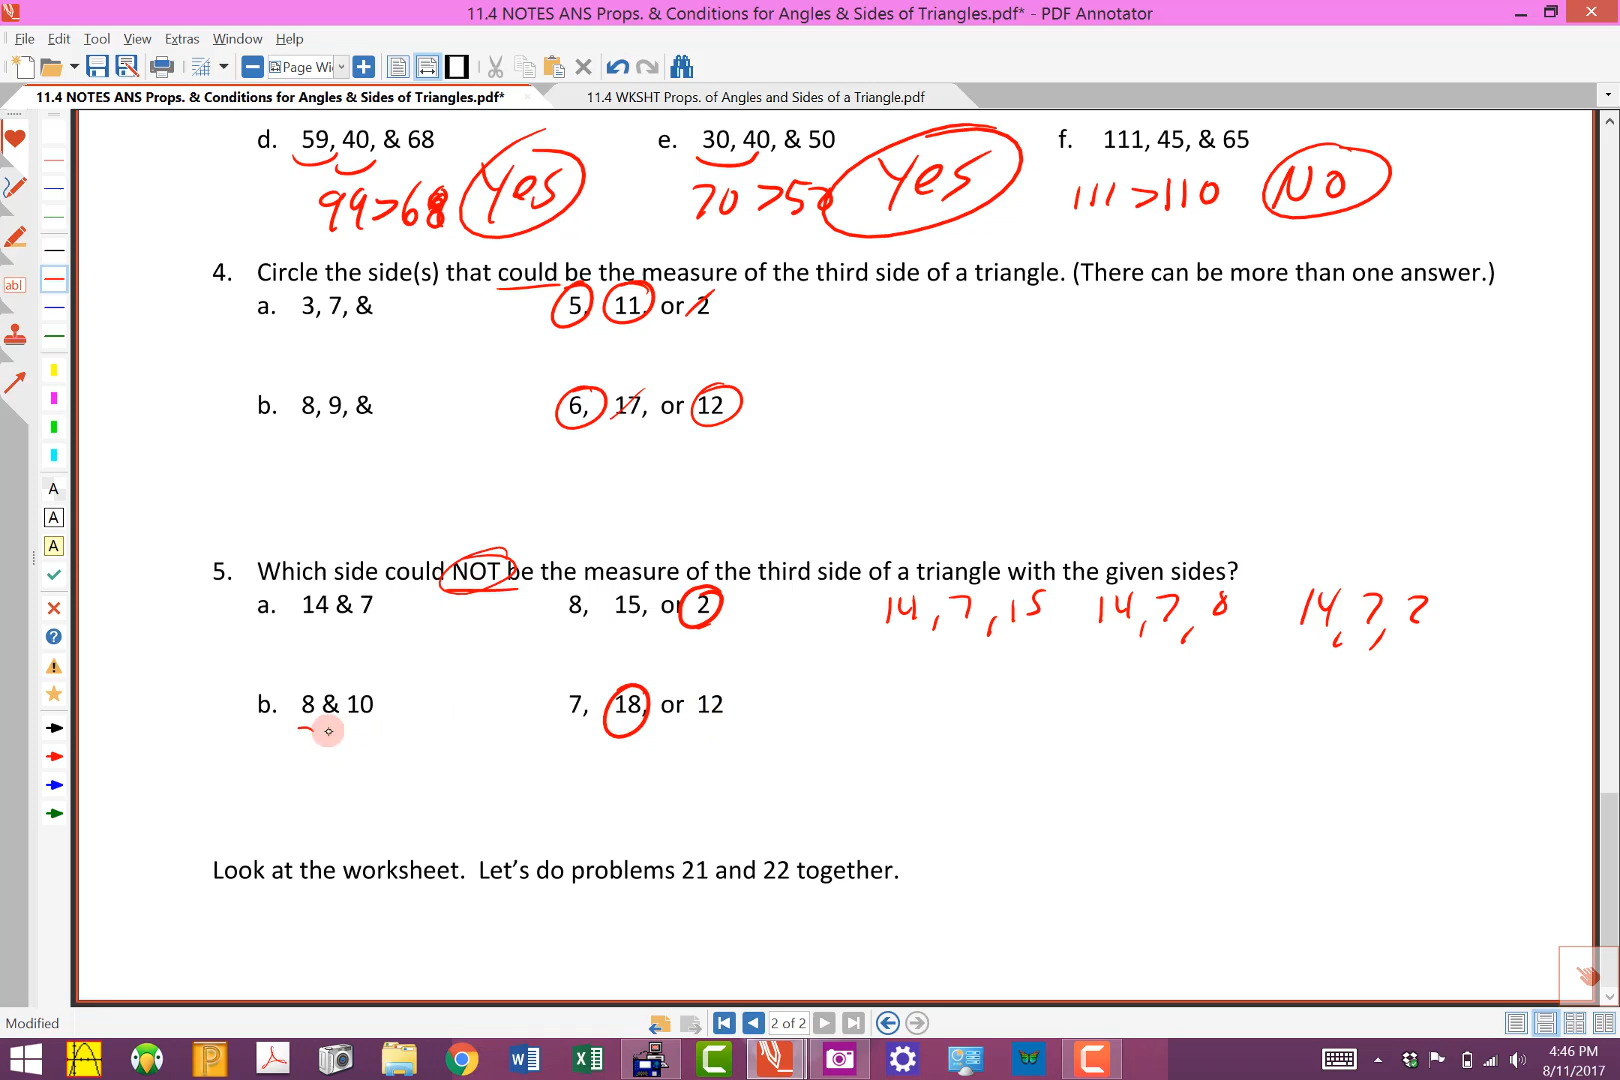 11.4 NOTES ANS Props. & Conditions for Angles & Sides of Triangles.pdf* - PDF Annotator
File Edit Tool View Extras Window Help
Page Wi
11.4 NOTES ANS Props. & Conditions for Angles & Sides of Triangles.pdf* 11.4 WKSHT Props. of Angles and Sides of a Triangle.pdf
d. 59, 40, & 68 e. 30, 40, & 50 f. 111, 45, & 65
99>68 Yes 70>50 Yes 111>110 NO
4. Circle the side(s) that could be the measure of the third side of a triangle. (There can be more than one answer.)
a. 3, 7, & 5, 11, or 2
b. 8, 9, & 6, 17, or 12
5. Which side could NOT be the measure of the third side of a triangle with the given sides?
a. 14 & 7 8, 15, or 2 14, 7, 15 14, 7, 8 14, 7, 2
b. 8 & 10 7, 18, or 12
Look at the worksheet. Let's do problems 21 and 22 together.
abl
A
A
A
Modified 2 of 2
4:46 PM
8/11/2017